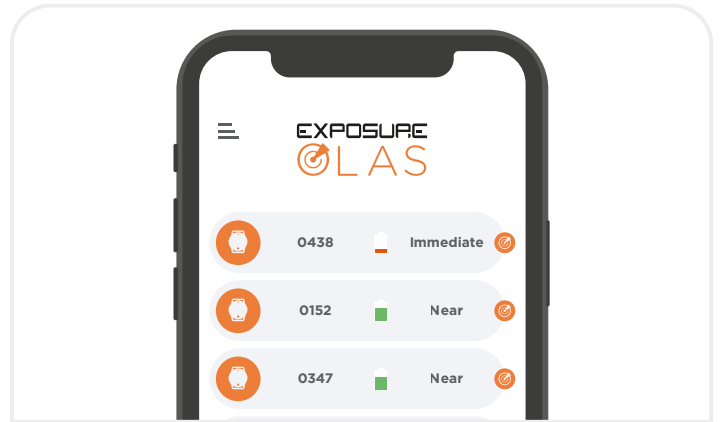 EXPOSURE
OLAS
0438 Immediate
0152 Near
0347 Near